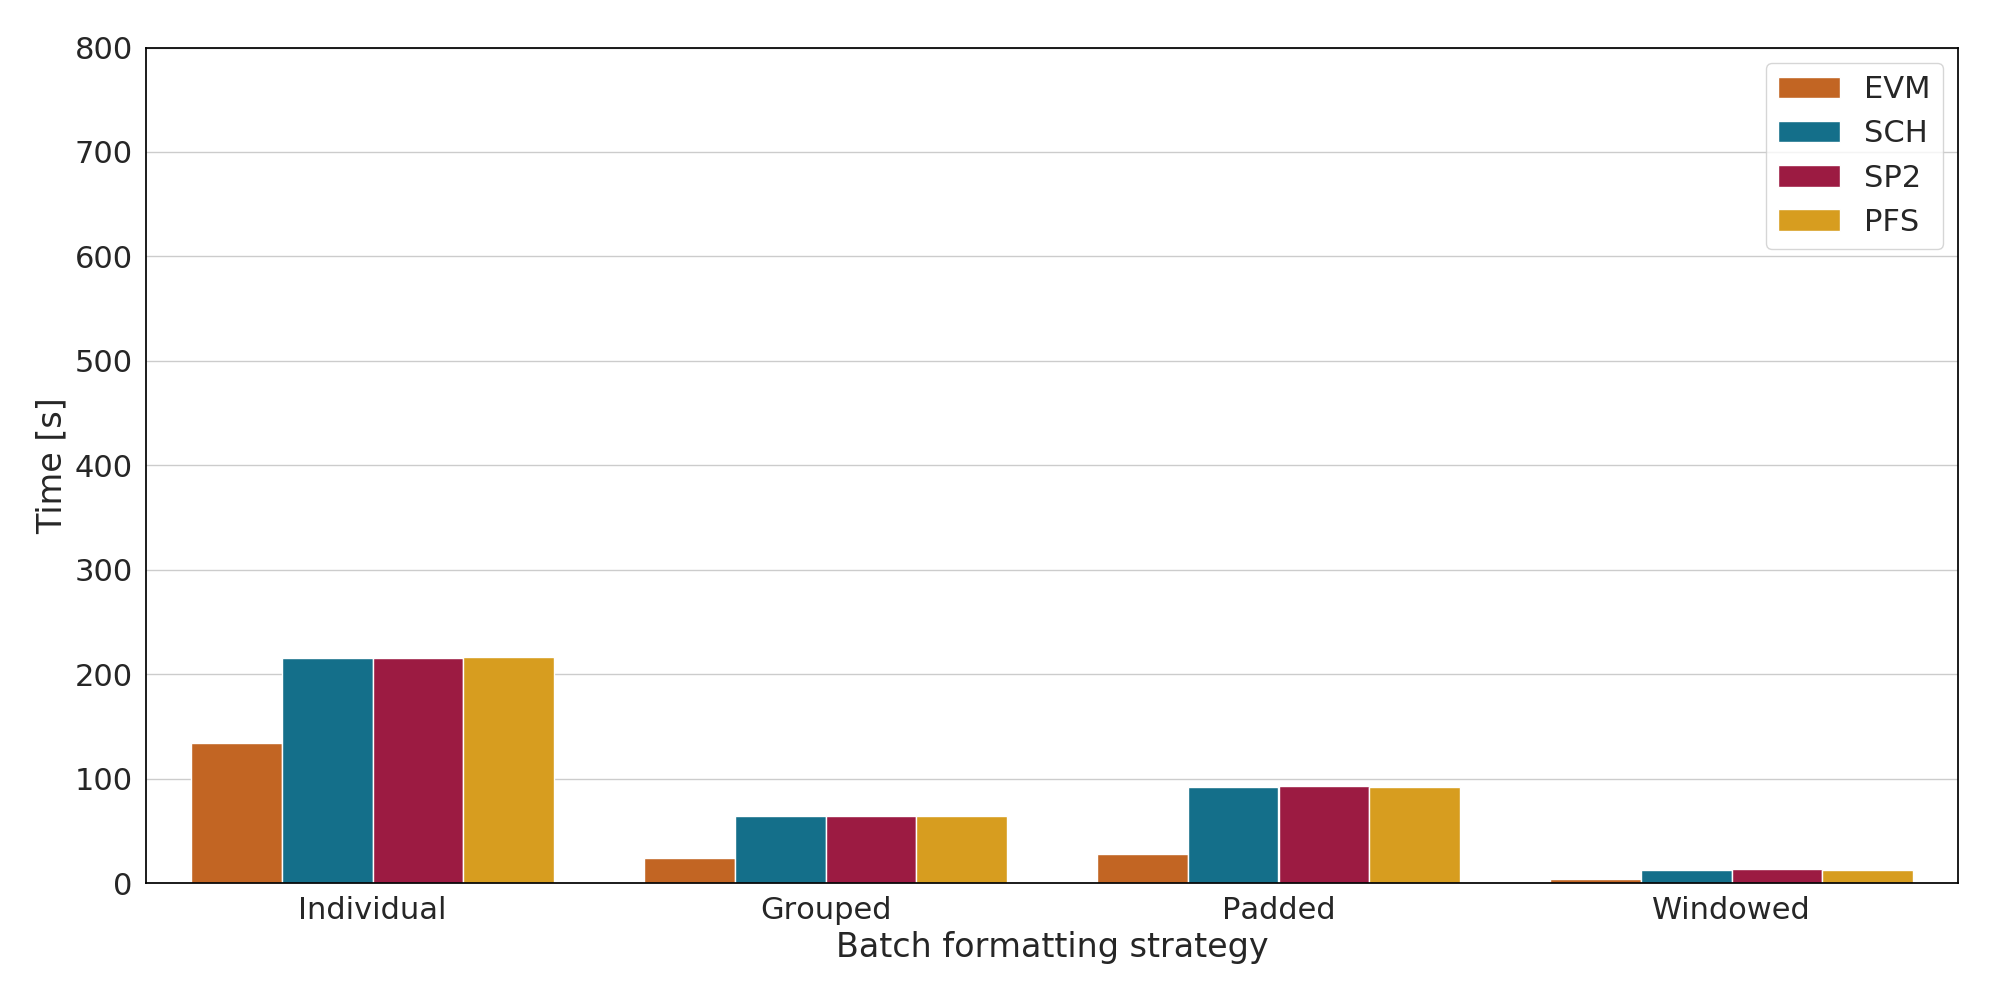 800
700
600
500
400
300
200
100
0
Time [s]
Individual
Grouped
Padded
Windowed
Batch formatting strategy
EVM
SCH
SP2
PFS